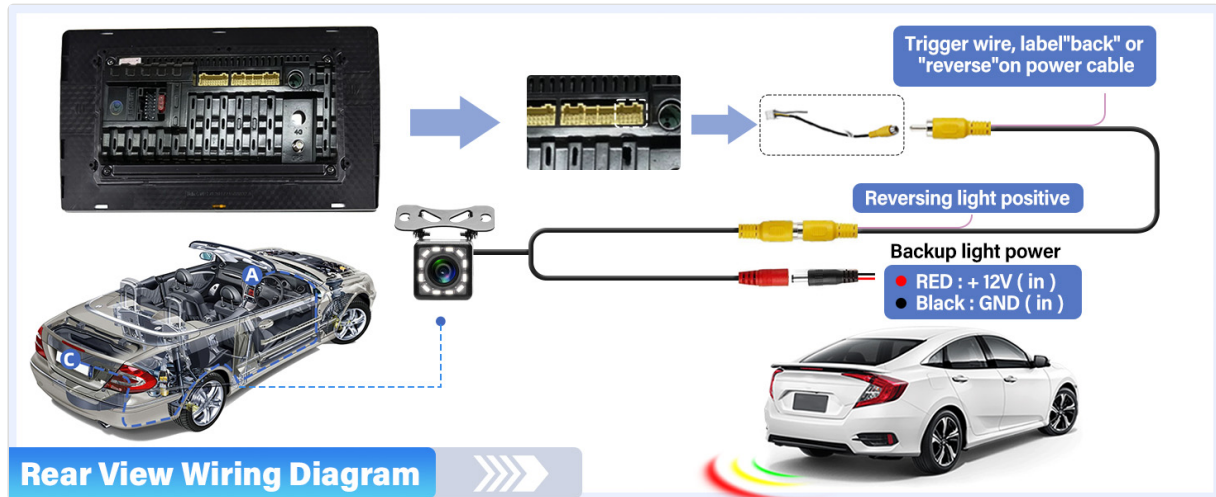 Trigger wire, label"back" or
"reverse"on power cable
4G
Reversing light positive
Backup light power
RED : + 12V ( in )
Black : GND ( in )
A
C
Rear View Wiring Diagram